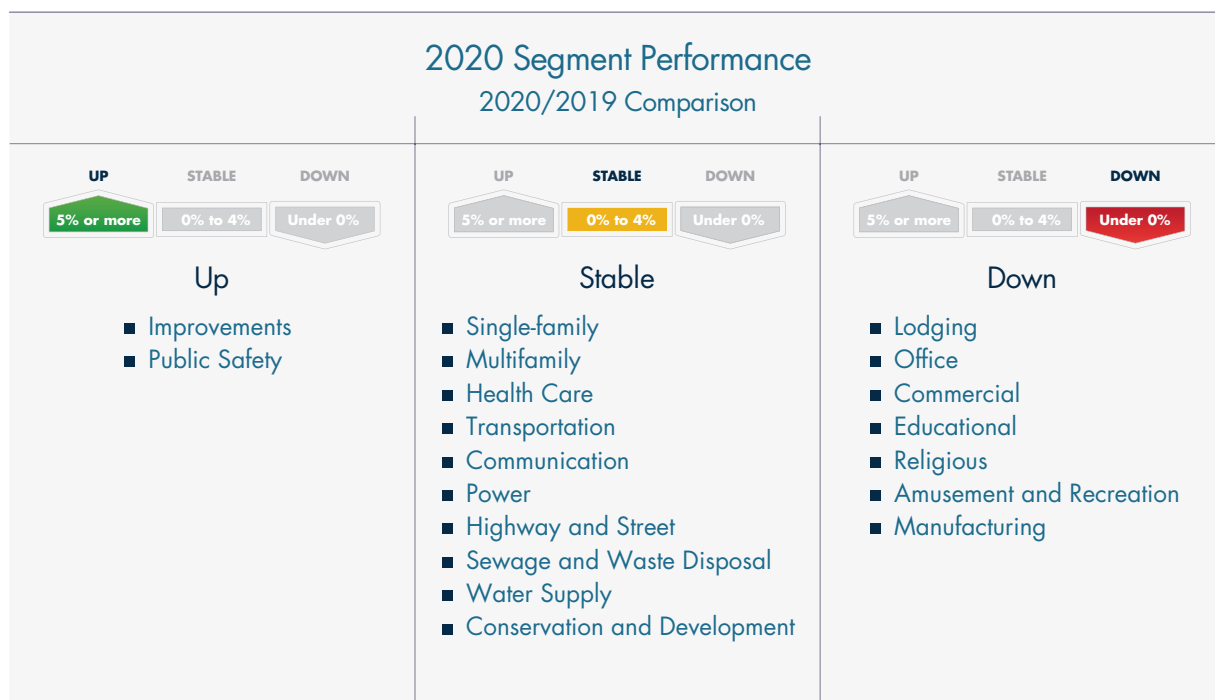 2020 Segment Performance
2020/2019 Comparison
UP STABLE DOWN
5% or more 0% to 4% Under 0%
Up
Improvements
Public Safety
UP STABLE DOWN
5% or more 0% to 4% Under 0%
Stable
Single-family
Multifamily
Health Care
Transportation
Communication
Power
Highway and Street
Sewage and Waste Disposal
Water Supply
Conservation and Development
UP STABLE DOWN
5% or more 0% to 4% Under 0%
Down
Lodging
Office
Commercial
Educational
Religious
Amusement and Recreation
Manufacturing